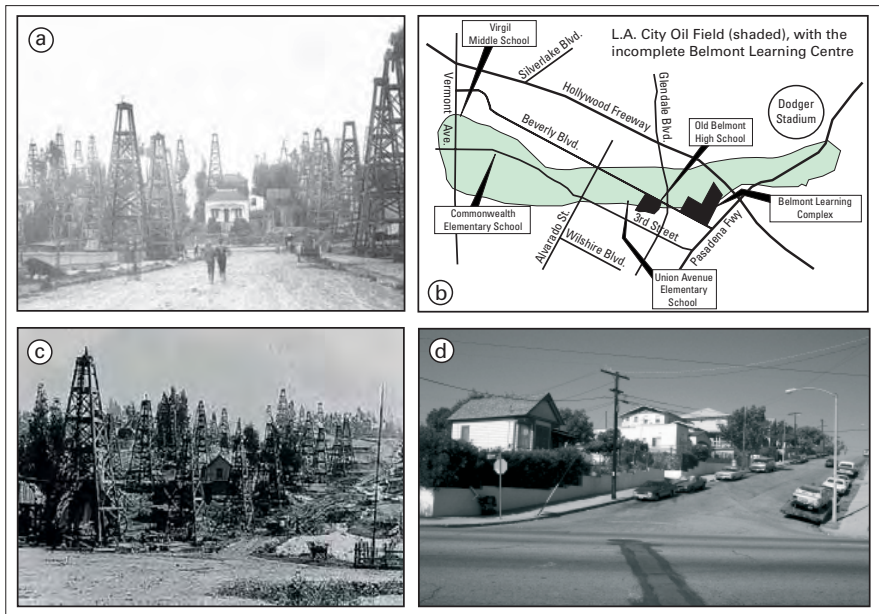 a
b
L.A. City Oil Field (shaded), with the
incomplete Belmont Learning Centre
Virgil
Middle School
Silverlake Blvd.
Hollywood Freeway
Glendale Blvd.
Vermont Ave.
Beverly Blvd.
Dodger
Stadium
Old Belmont
High School
Commonwealth
Elementary School
Alvarado St.
3rd Street
Wilshire Blvd.
Pasadena Fwy
Belmont Learning
Complex
Union Avenue
Elementary
School
c
d